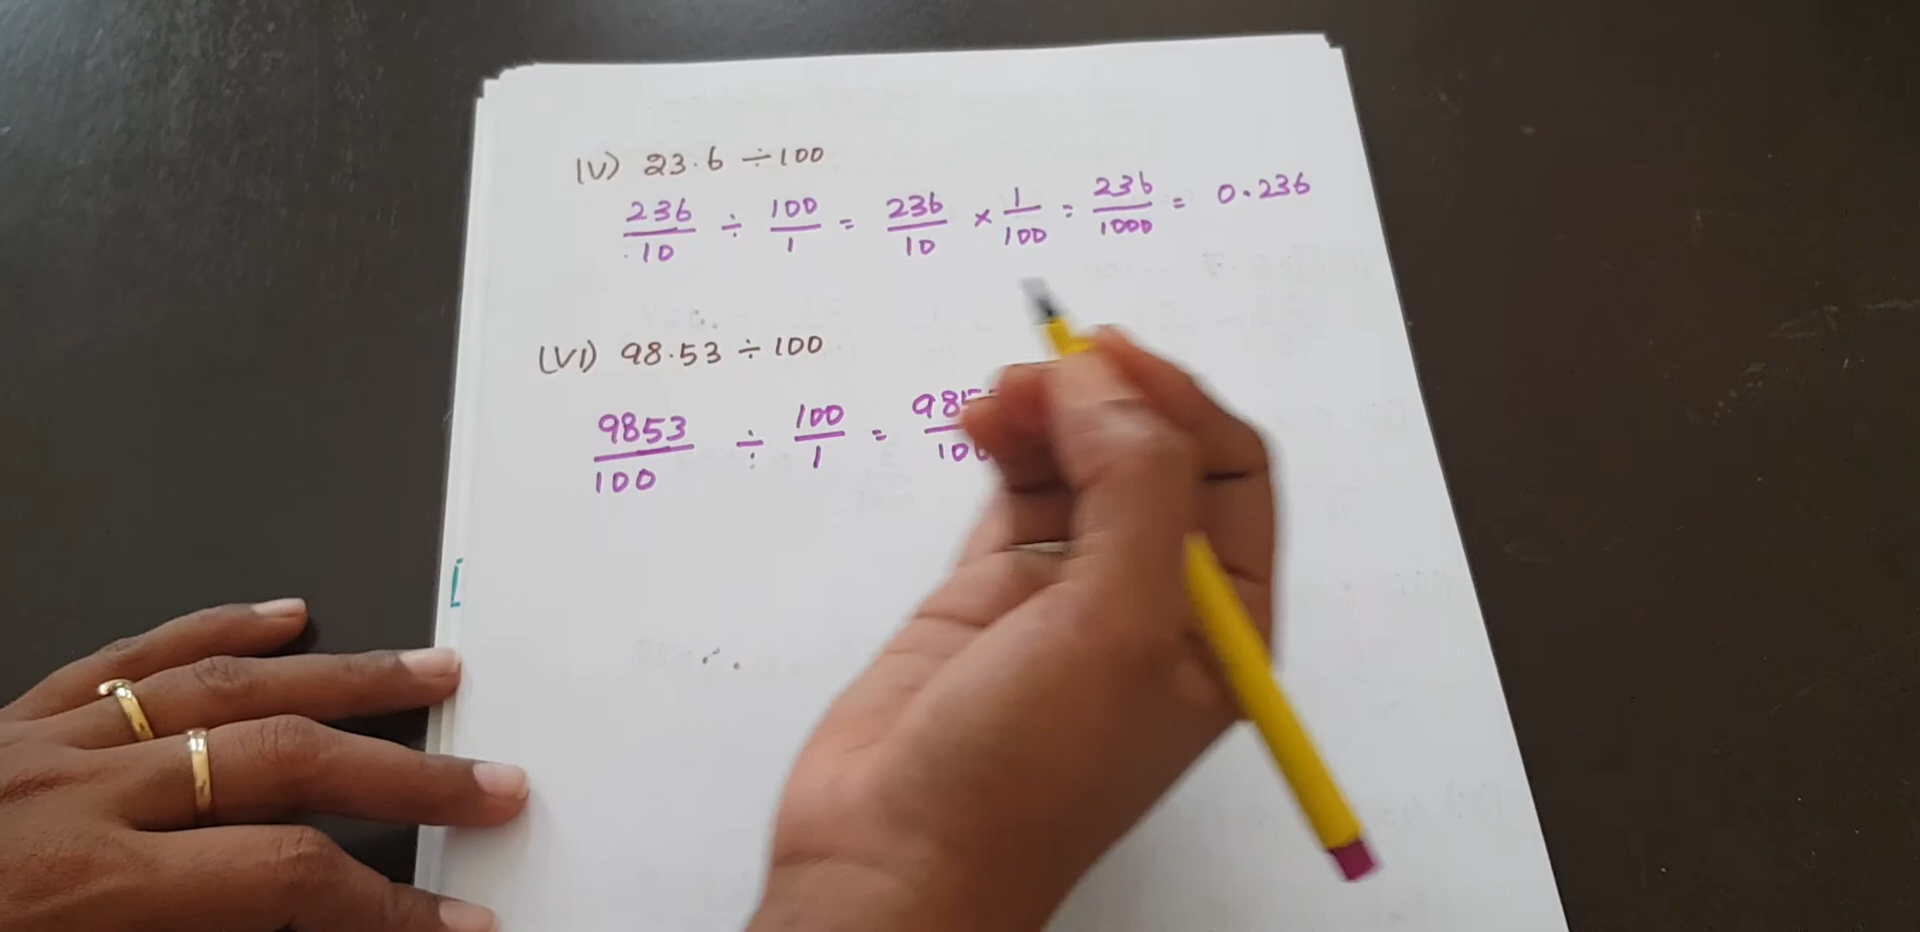 (V) 23.6 ÷ 100
236/10 ÷ 100/1 = 236/10 × 1/100 = 236/1000 = 0.236
(VI) 98.53 ÷ 100
9853/100 ÷ 100/1 =